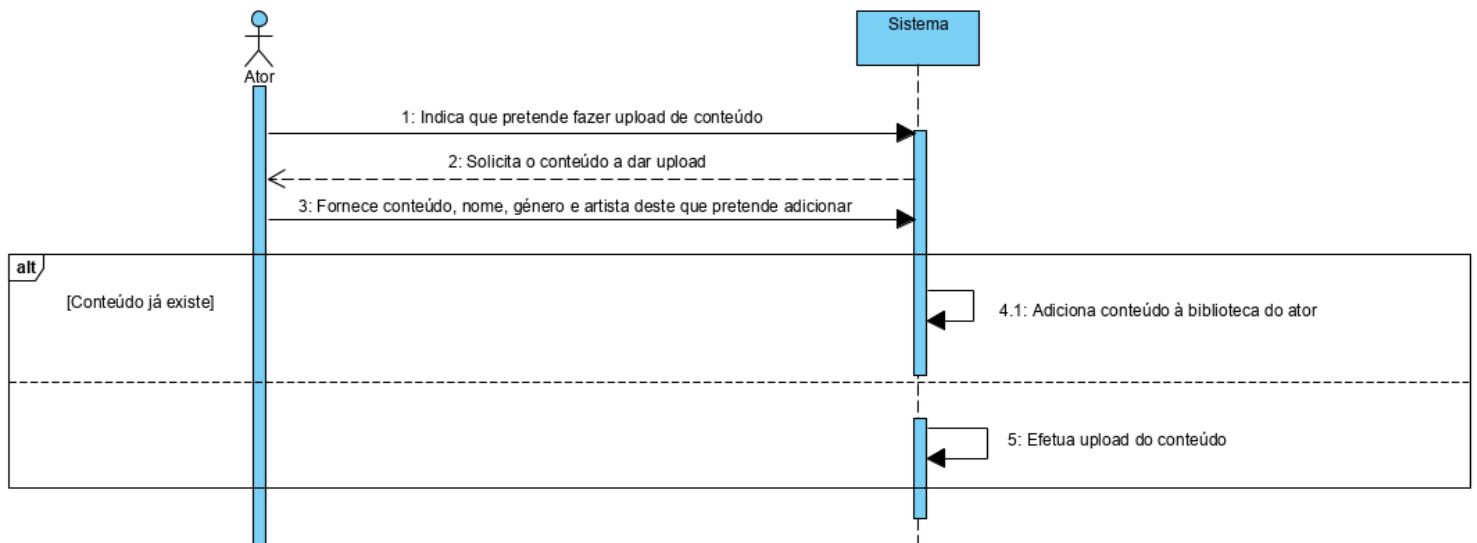 Ator
Sistema
1: Indica que pretende fazer upload de conteúdo
2: Solicita o conteúdo a dar upload
3: Fornece conteúdo, nome, género e artista deste que pretende adicionar
alt
[Conteúdo já existe]
4.1: Adiciona conteúdo à biblioteca do ator
5: Efetua upload do conteúdo